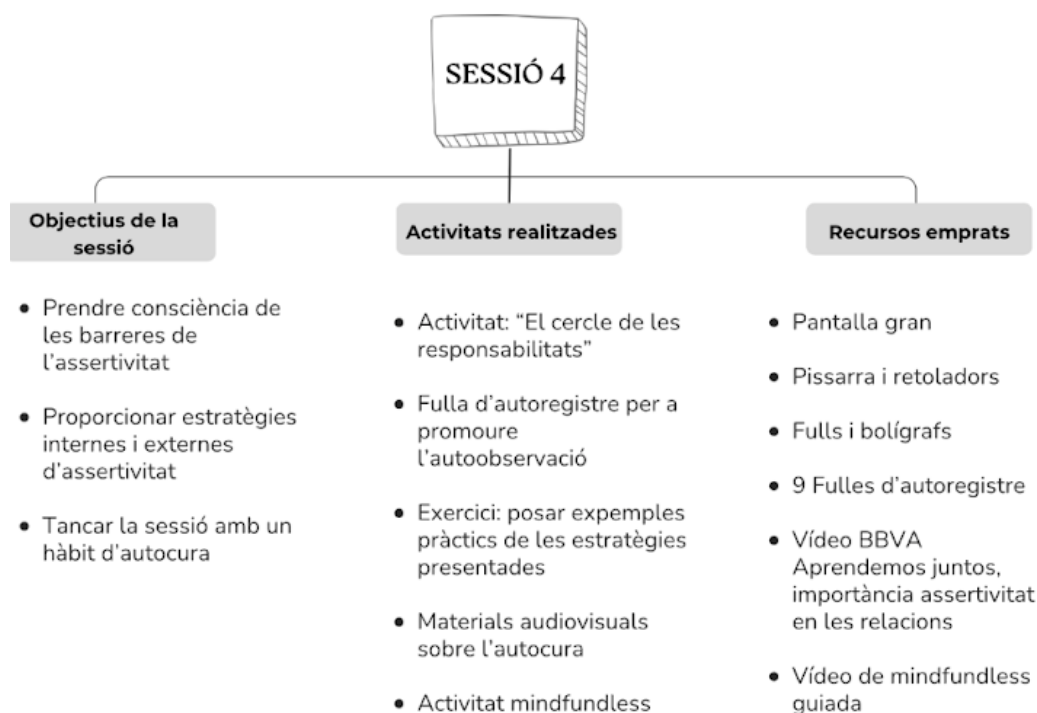 SESSIÓ 4
Objectius de la
sessió
• Prendre consciència de
les barreres de
l'assertivitat
• Proporcionar estratègies
internes i externes
d'assertivitat
• Tancar la sessió amb un
hàbit d'autocura
Activitats realitzades
• Activitat: “El cercle de les
responsabilitats”
• Fulla d'autoregistre per a
promoure
l'autoobservació
• Exercici: posar expemples
pràctics de les estratègies
presentades
• Materials audiovisuals
sobre l'autocura
• Activitat mindfundless
Recursos emprats
• Pantalla gran
• Pissarra i retoladors
• Fulls i bolígrafs
• 9 Fulles d'autoregistre
• Vídeo BBVA
Aprendemos juntos,
importància assertivitat
en les relacions
• Vídeo de mindfundless
guiada